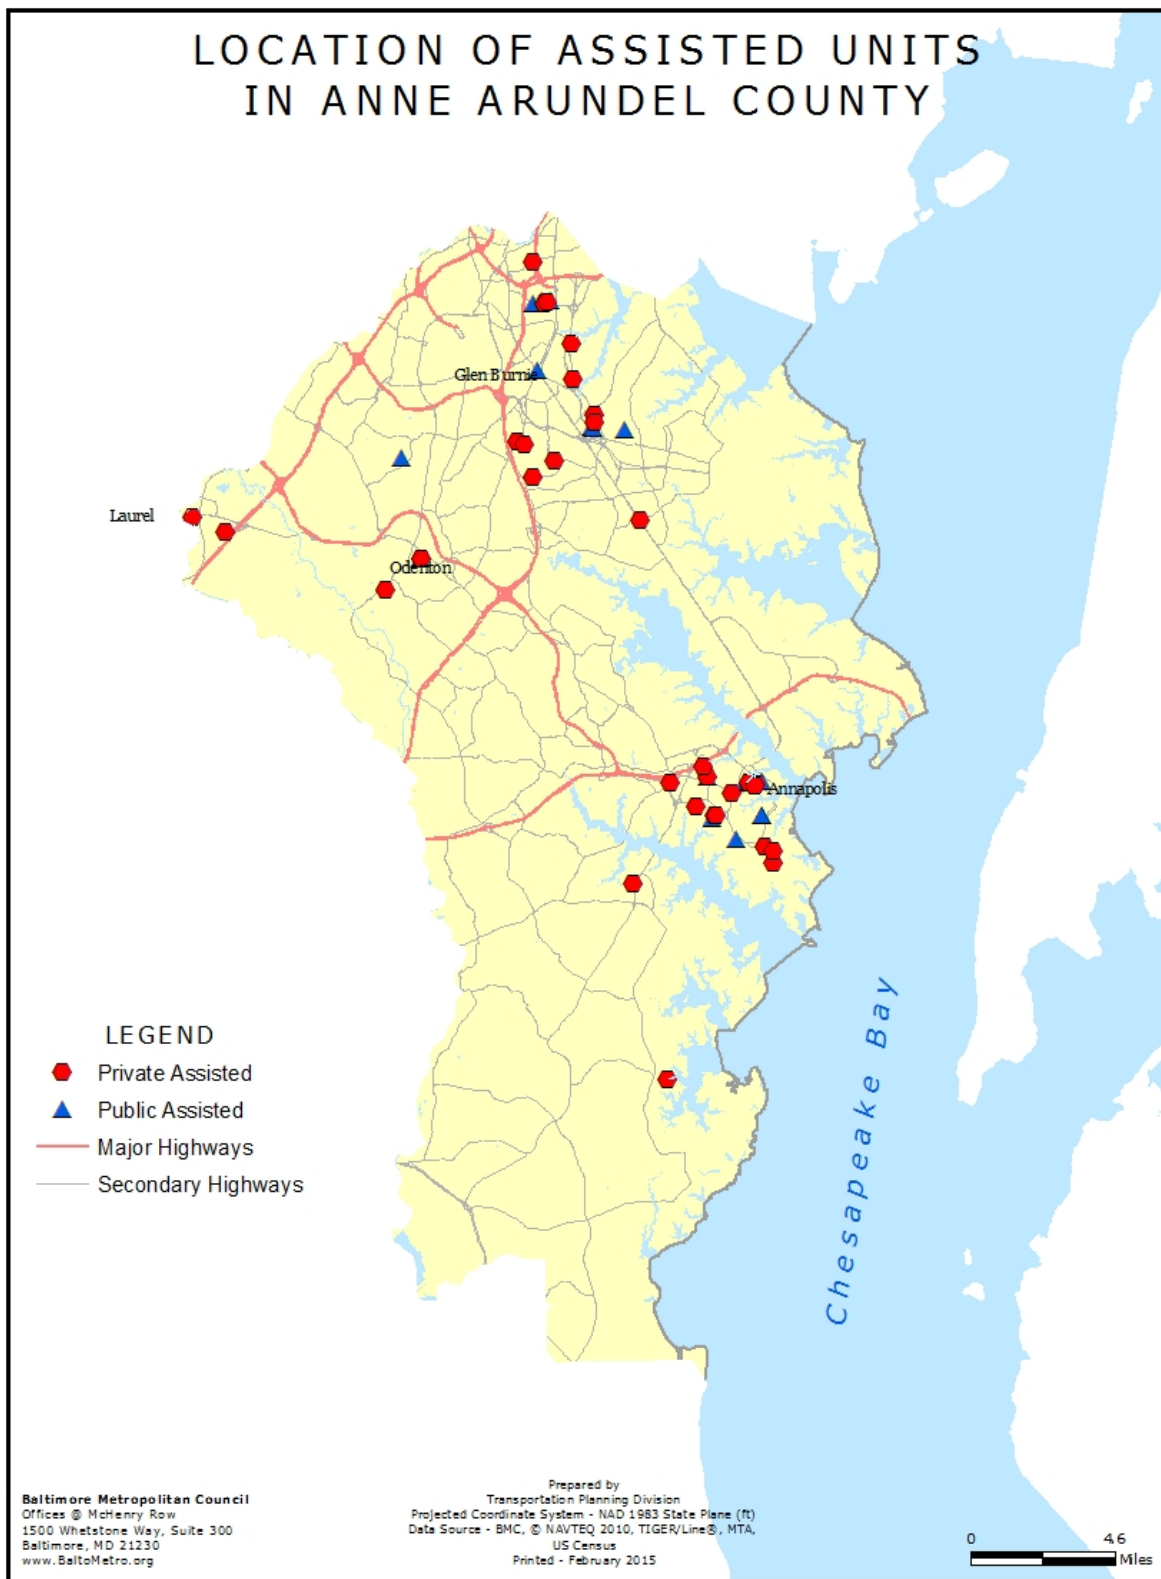 LOCATION OF ASSISTED UNITS
IN ANNE ARUNDEL COUNTY
Glen Burnie
Laurel
Odenton
Annapolis
Chesapeake Bay
LEGEND
Private Assisted
Public Assisted
Major Highways
Secondary Highways
Baltimore Metropolitan Council
Offices @ McHenry Row
1500 Whetstone Way, Suite 300
Baltimore, MD 21230
www.BaltoMetro.org
Prepared by
Transportation Planning Division
Projected Coordinate System - NAD 1983 State Plane (ft)
Data Source - BMC, © NAVTEQ 2010, TIGER/Line®, MTA,
US Census
Printed - February 2015
0 4.6
Miles